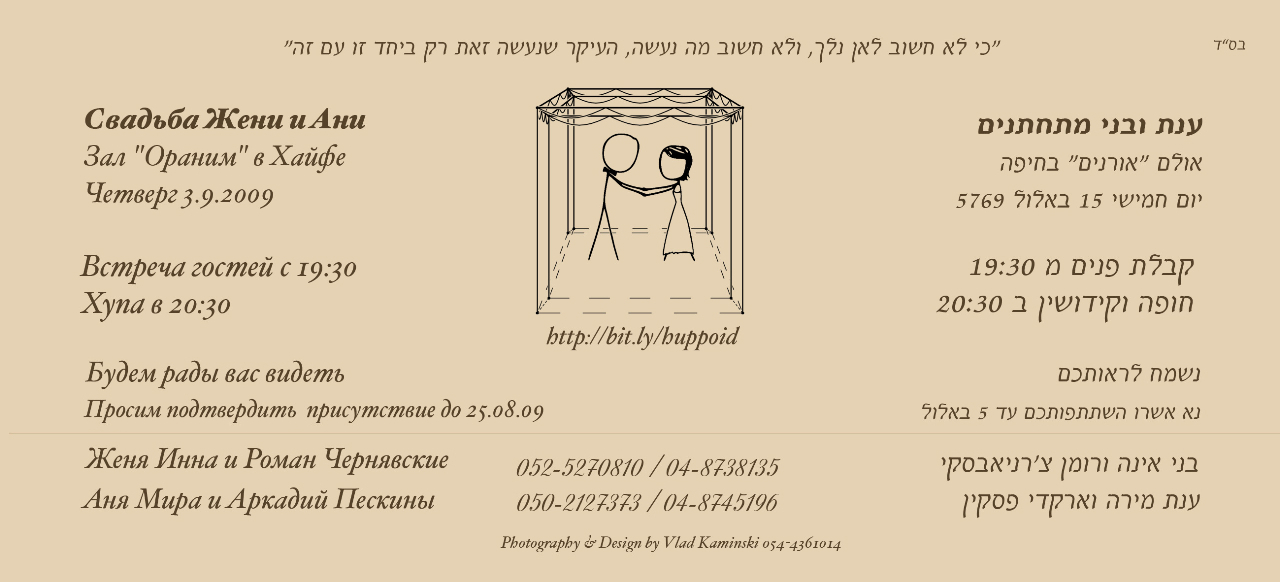 בס"ד
"כי לא חשוב לאן נלך, ולא חשוב מה נעשה, העיקר שנעשה זאת רק ביחד זו עם זה"
Свадьба Жени и Ани
Зал "Ораним" в Хайфе
Четверг 3.9.2009
Встреча гостей с 19:30
Хупа в 20:30
Будем рады вас видеть
Просим подтвердить присутствие до 25.08.09
http://bit.ly/huppoid
ענת ובני מתחתנים
אולם "אורנים" בחיפה
יום חמישי 15 באלול 5769
קבלת פנים מ 19:30
חופה וקידושין ב 20:30
נשמח לראותכם
נא אשרו השתתפותכם עד 5 באלול
Женя Инна и Роман Чернявские
052-5270810 / 04-8738135
בני אינה ורומן צ'רניאבסקי
Аня Мира и Аркадий Пескины
050-2127373 / 04-8745196
ענת מירה וארקדי פסקין
Photography & Design by Vlad Kaminski 054-4361014